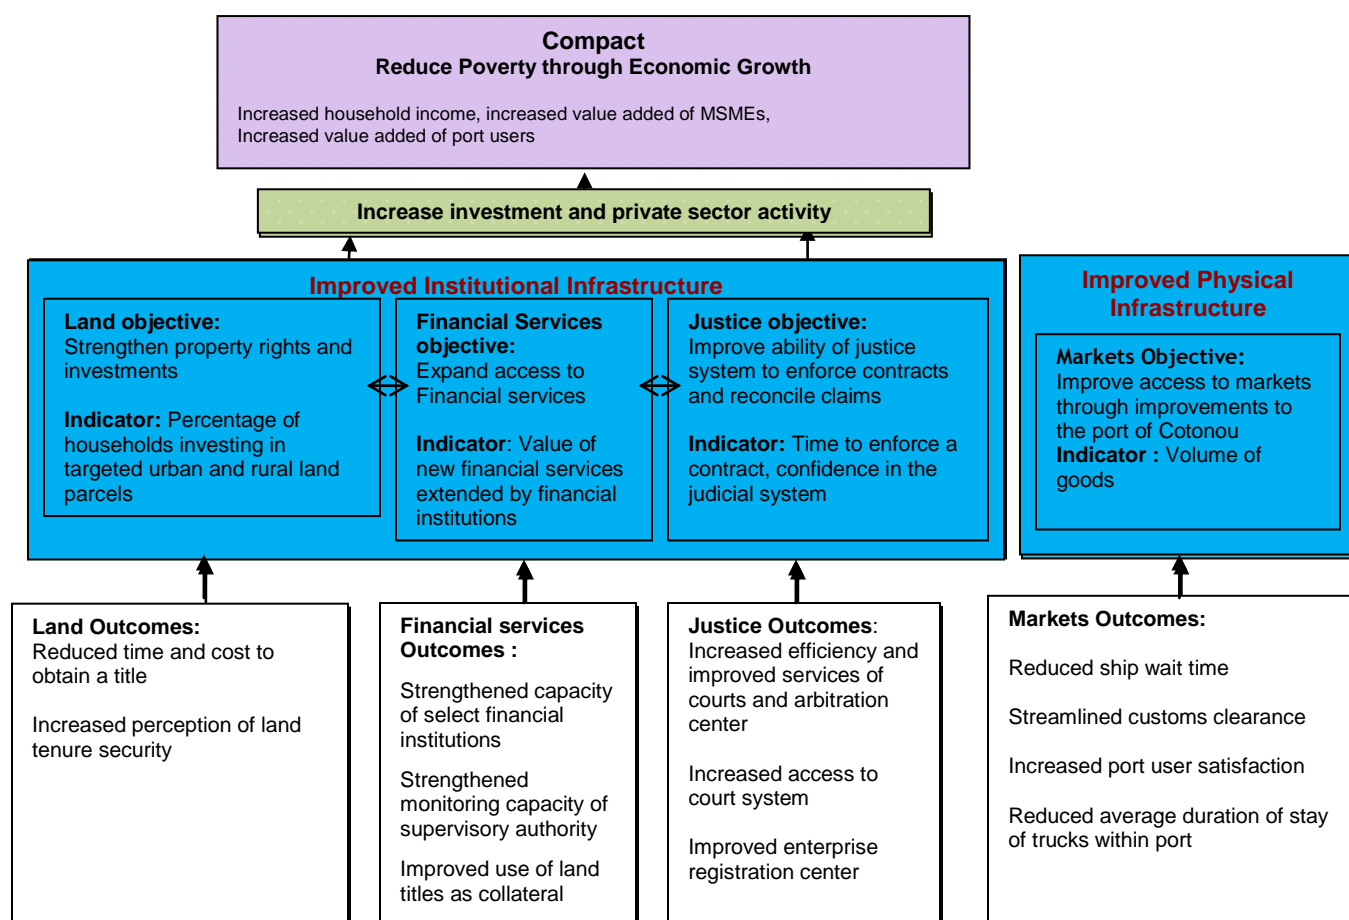 Compact
Reduce Poverty through Economic Growth
Increased household income, increased value added of MSMEs,
Increased value added of port users
Increase investment and private sector activity
Improved Institutional Infrastructure
Land objective:
Strengthen property rights and
investments
Indicator: Percentage of
households investing in
targeted urban and rural land
parcels
Financial Services
objective:
Expand access to
Financial services
Indicator: Value of
new financial services
extended by financial
institutions
Justice objective:
Improve ability of justice
system to enforce contracts
and reconcile claims
Indicator: Time to enforce a
contract, confidence in the
judicial system
Improved Physical
Infrastructure
Markets Objective:
Improve access to markets
through improvements to
the port of Cotonou
Indicator : Volume of
goods
Land Outcomes:
Reduced time and cost to
obtain a title
Increased perception of land
tenure security
Financial services
Outcomes :
Strengthened capacity
of select financial
institutions
Strengthened
monitoring capacity of
supervisory authority
Improved use of land
titles as collateral
Justice Outcomes:
Increased efficiency and
improved services of
courts and arbitration
center
Increased access to
court system
Improved enterprise
registration center
Markets Outcomes:
Reduced ship wait time
Streamlined customs clearance
Increased port user satisfaction
Reduced average duration of stay
of trucks within port